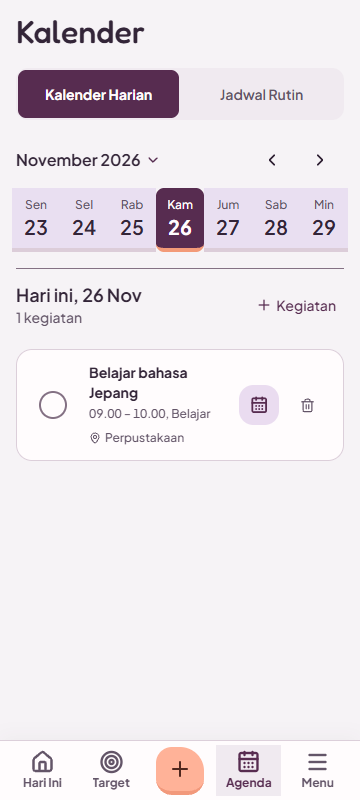 Kalender
Kalender Harian
Jadwal Rutin
November 2026
Sen Sel Rab Kam Jum Sab Min
23 24 25 26 27 28 29
Hari ini, 26 Nov
1 kegiatan
Kegiatan
Belajar bahasa
Jepang
09.00 – 10.00, Belajar
Perpustakaan
Hari Ini
Target
Agenda
Menu